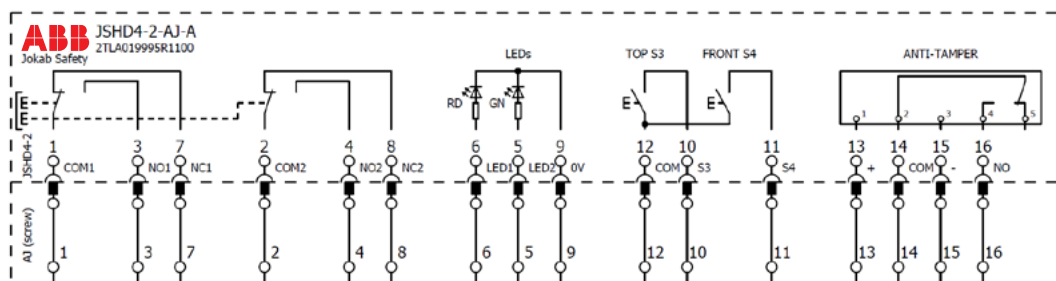 ABB JSHD4-2-AJ-A
2TLA019995R1100
Jokab Safety
LEDs TOP S3 FRONT S4 ANTI-TAMPER
RD GN
1 2 3 4 5
JSHD4-2
1 3 7 2 4 8 6 5 9 12 10 11 13 14 15 16
COM1 NO1 NC1 COM2 NO2 NC2 LED1 LED2 0V COM S3 S4 + COM - NO
AJ (screw)
1 3 7 2 4 8 6 5 9 12 10 11 13 14 15 16